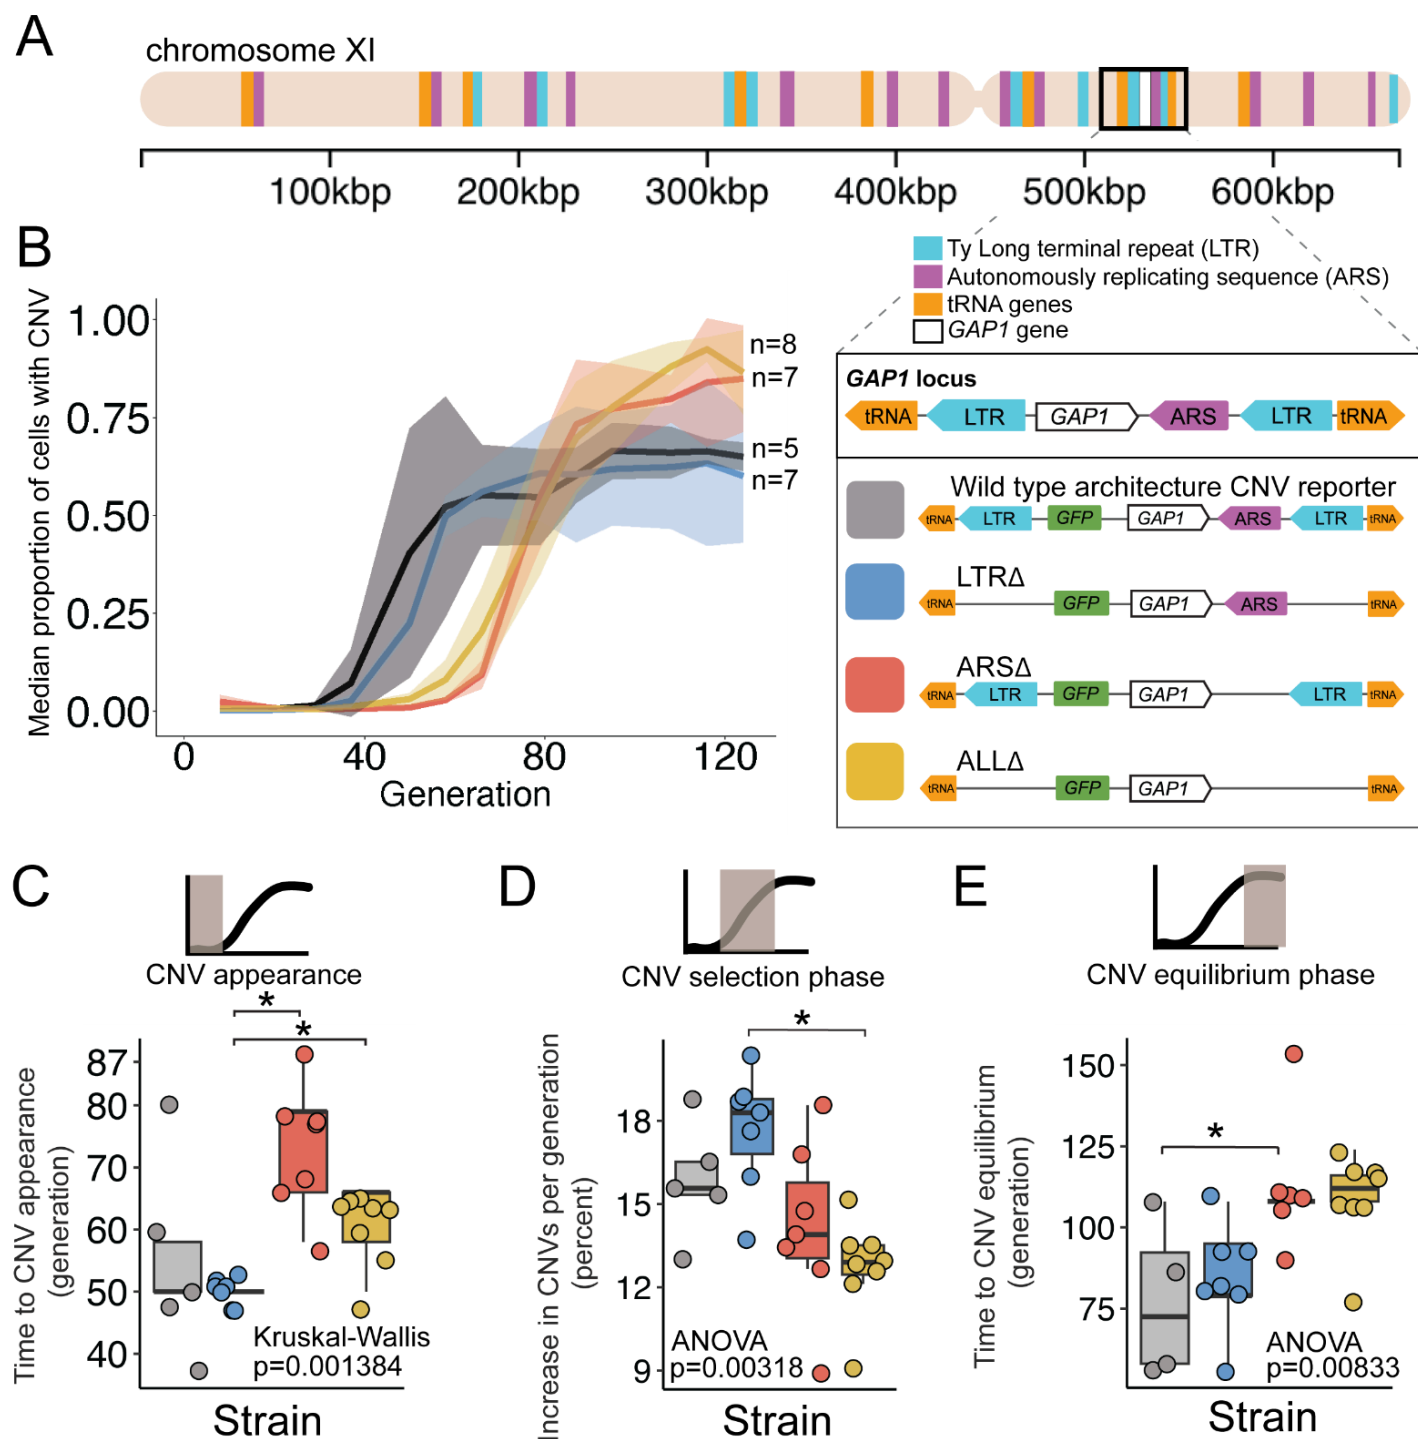 A
chromosome XI
100kbp 200kbp 300kbp 400kbp 500kbp 600kbp
B
Median proportion of cells with CNV
1.00
0.75
0.50
0.25
0.00
0 40 80 120
Generation
n=8
n=7
n=5
n=7
Ty Long terminal repeat (LTR)
Autonomously replicating sequence (ARS)
tRNA genes
GAP1 gene
GAP1 locus
tRNA LTR GAP1 ARS LTR tRNA
Wild type architecture CNV reporter
tRNA LTR GFP GAP1 ARS LTR tRNA
LTRΔ
tRNA GFP GAP1 ARS tRNA
ARSΔ
tRNA LTR GFP GAP1 LTR tRNA
ALLΔ
tRNA GFP GAP1 tRNA
C
CNV appearance
*
*
Time to CNV appearance
(generation)
87
80
70
60
50
40
Kruskal-Wallis
p=0.001384
Strain
D
CNV selection phase
*
Increase in CNVs per generation
(percent)
18
15
12
9
ANOVA
p=0.00318
Strain
E
CNV equilibrium phase
*
Time to CNV equilibrium
(generation)
150
125
100
75
ANOVA
p=0.00833
Strain